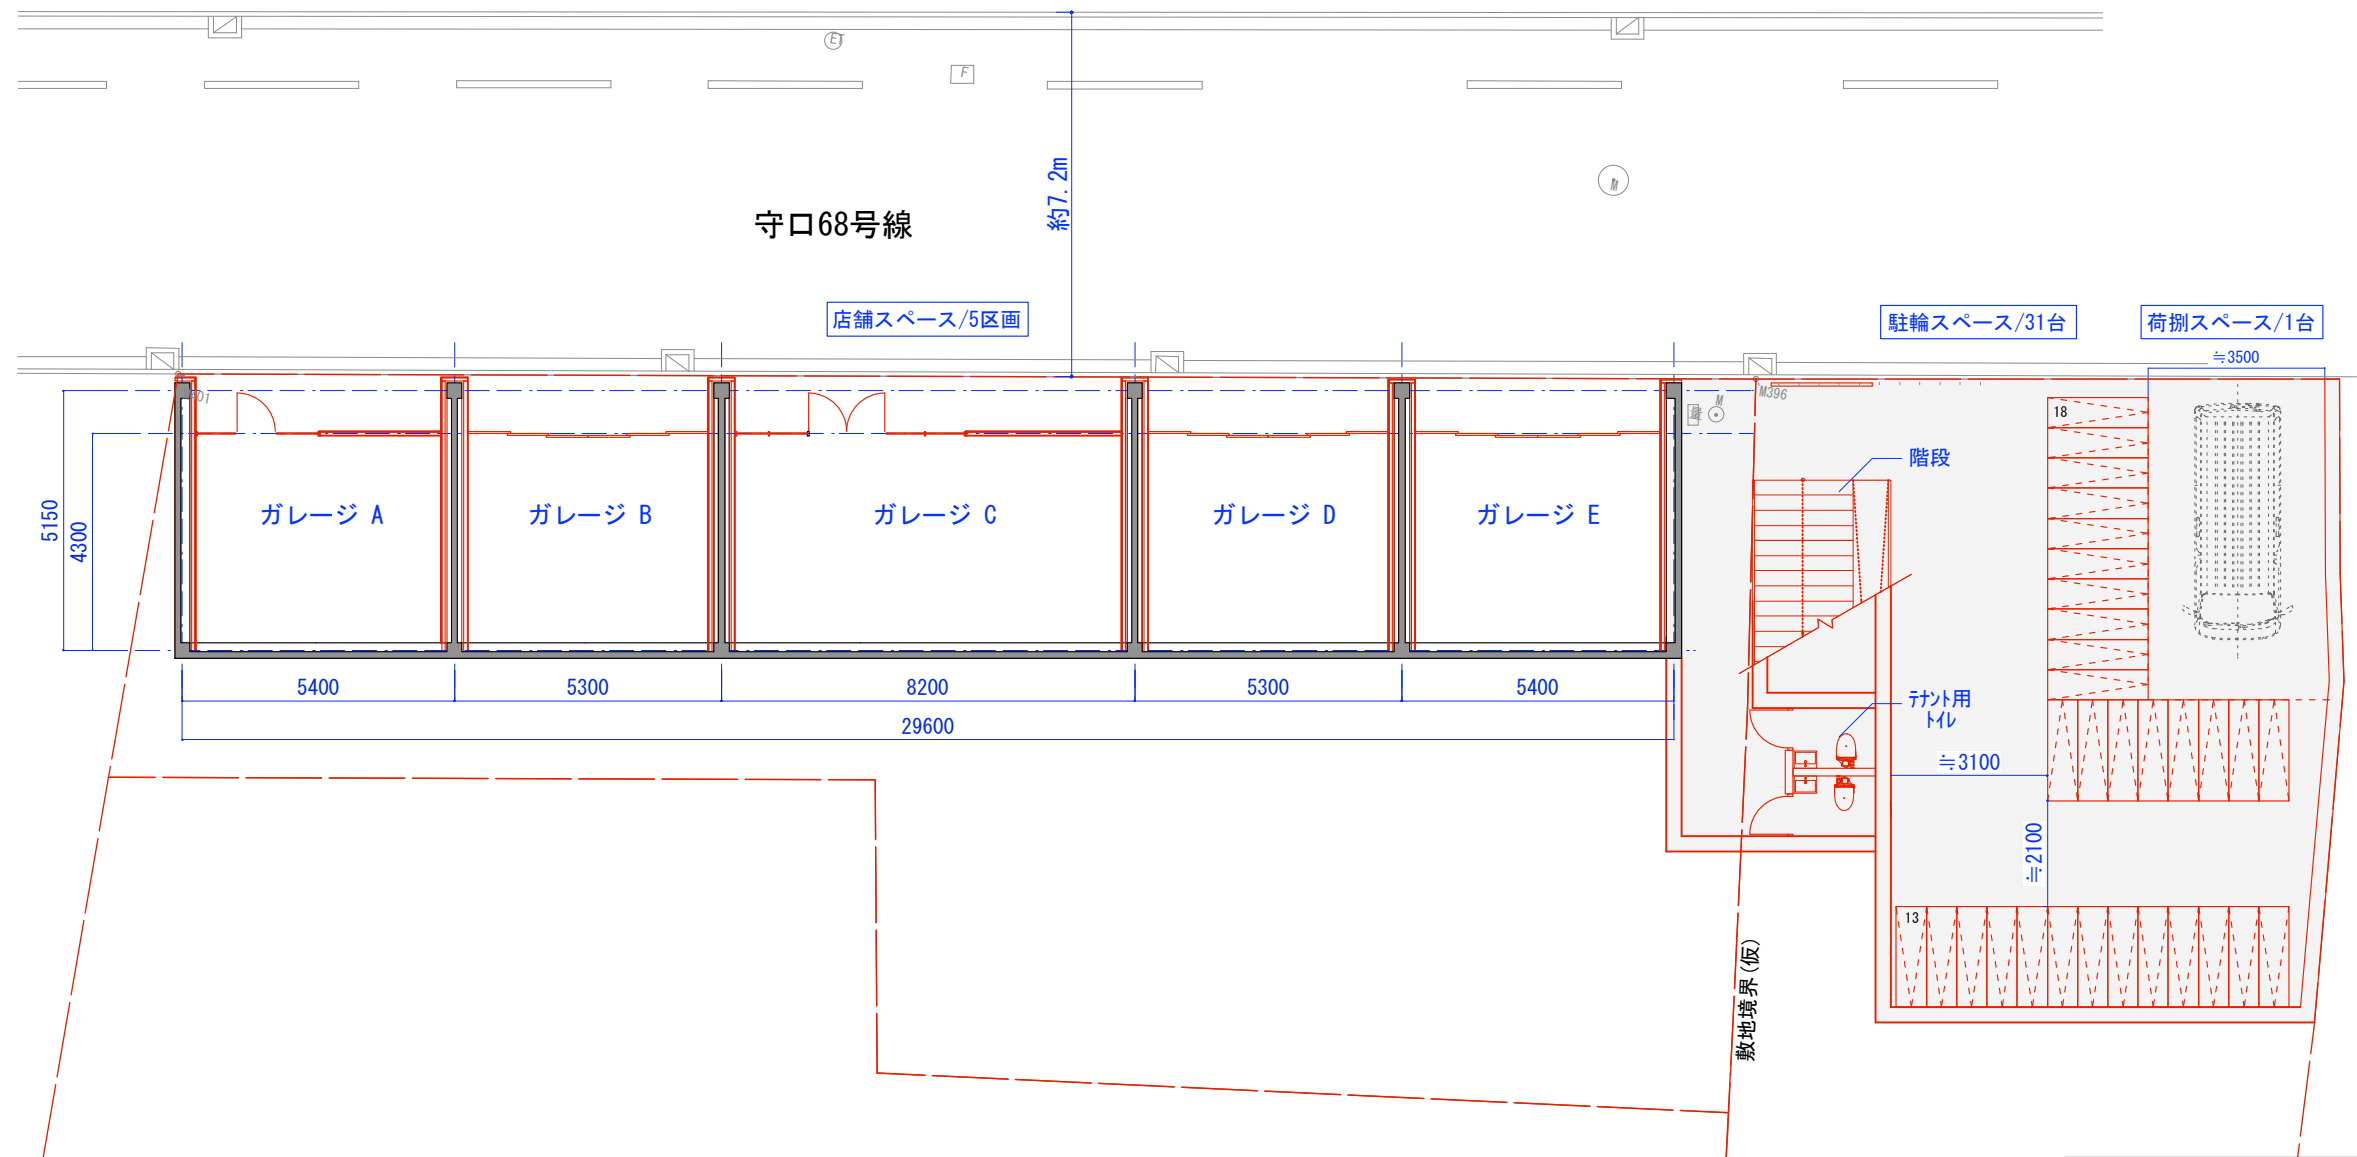 ET
F
約7.2m
M
守口68号線
店舗スペース/5区画
駐輪スペース/31台
荷捌スペース/1台
≒3500
M396
M
18
階段
ガレージ A
ガレージ B
ガレージ C
ガレージ D
ガレージ E
5150
4300
5400
5300
8200
5300
5400
29600
テナント用
トイレ
≒3100
≒2100
13
敷地境界(仮)